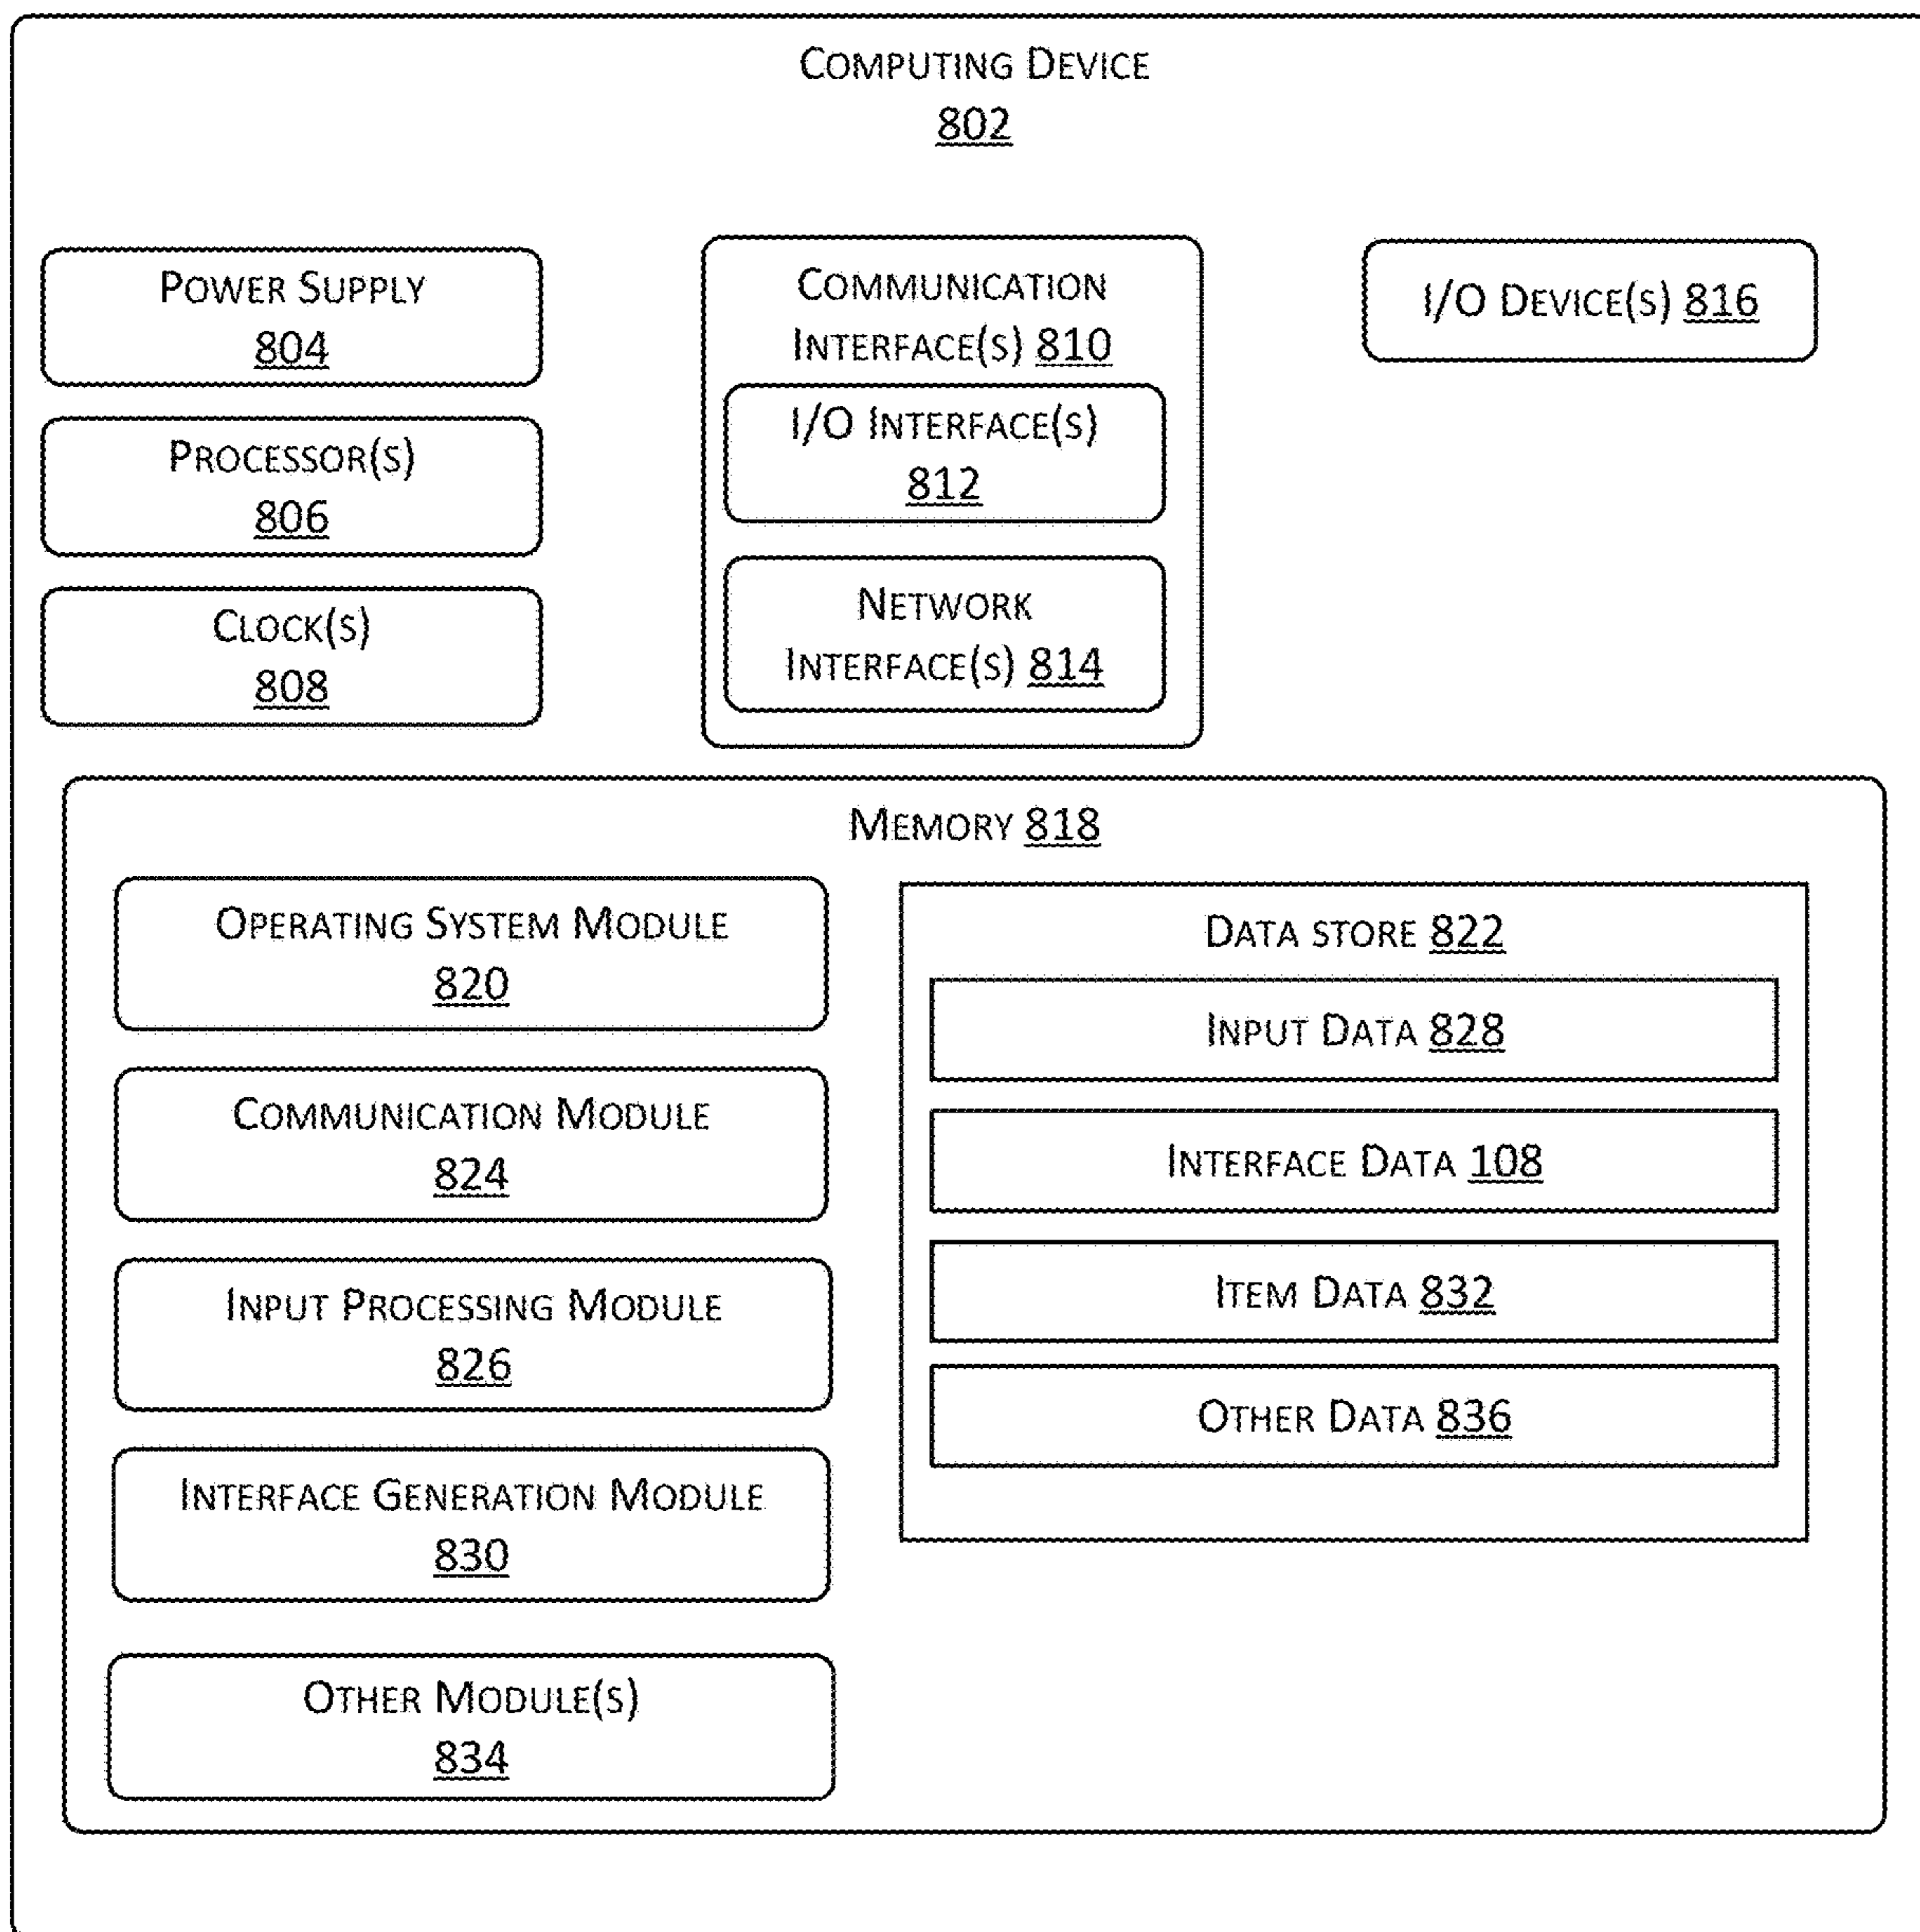 COMPUTING DEVICE
802
POWER SUPPLY
804
PROCESSOR(S)
806
CLOCK(S)
808
COMMUNICATION
INTERFACE(S) 810
I/O INTERFACE(S)
812
NETWORK
INTERFACE(S) 814
I/O DEVICE(S) 816
MEMORY 818
OPERATING SYSTEM MODULE
820
COMMUNICATION MODULE
824
INPUT PROCESSING MODULE
826
INTERFACE GENERATION MODULE
830
OTHER MODULE(S)
834
DATA STORE 822
INPUT DATA 828
INTERFACE DATA 108
ITEM DATA 832
OTHER DATA 836